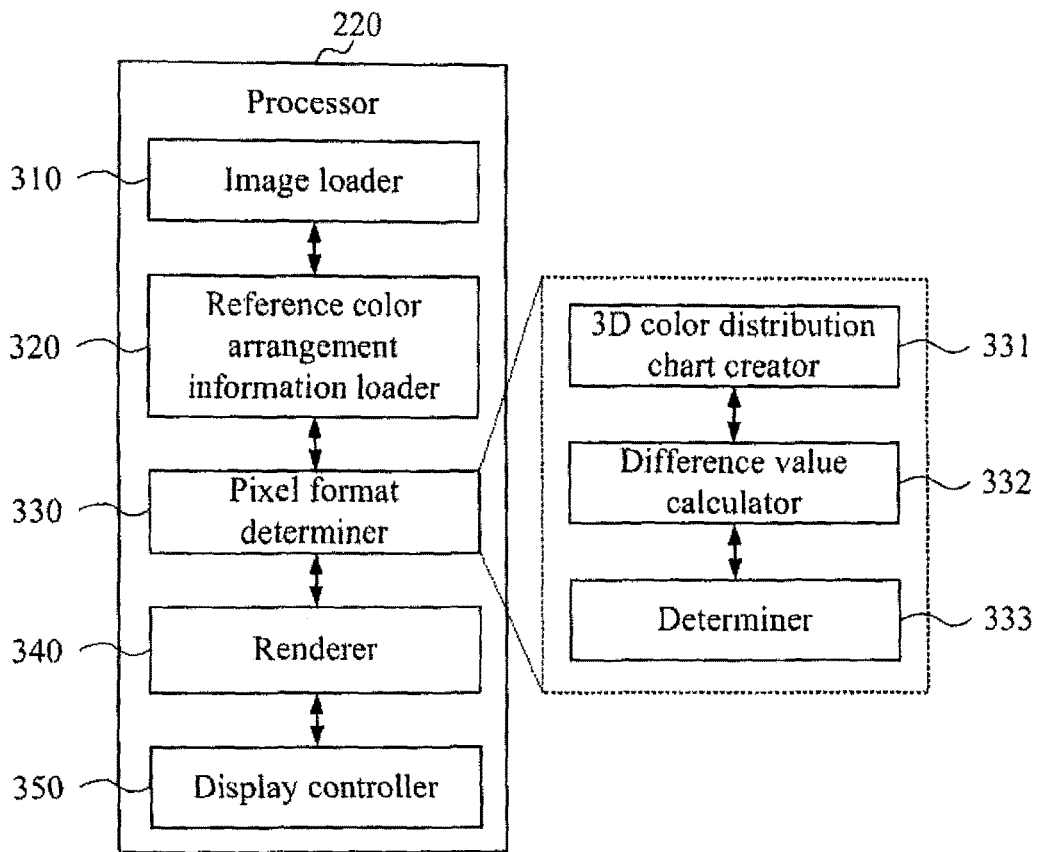 220
Processor
310
Image loader
320
Reference color
arrangement
information loader
330
Pixel format
determiner
340
Renderer
350
Display controller
3D color distribution
chart creator
331
Difference value
calculator
332
Determiner
333